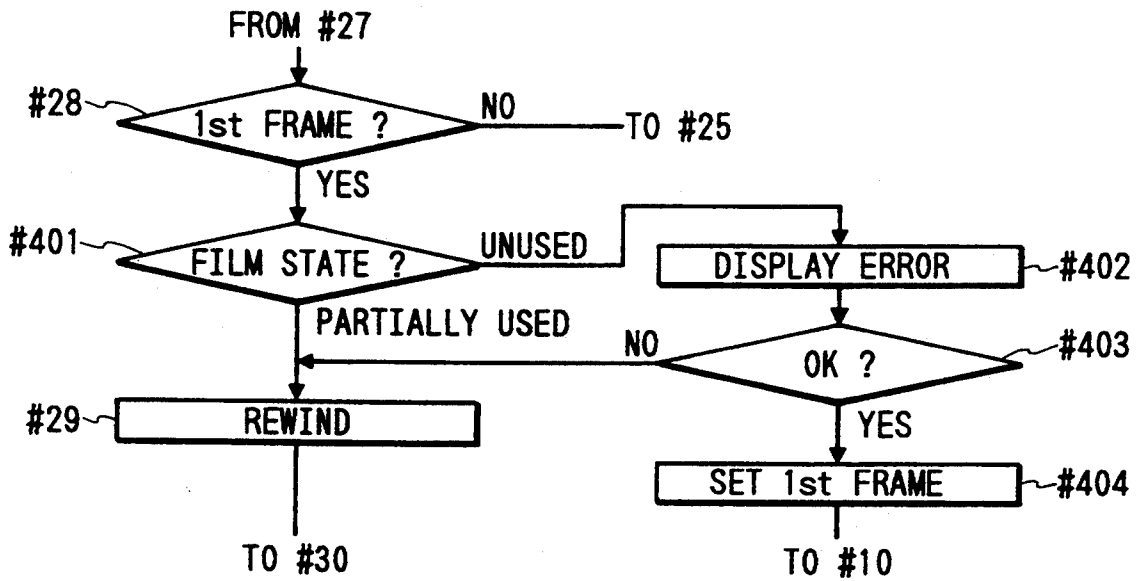 FROM #27
#28
1st FRAME ?
NO
TO #25
YES
#401
FILM STATE ?
UNUSED
DISPLAY ERROR
#402
PARTIALLY USED
NO
OK ?
#403
#29
REWIND
YES
SET 1st FRAME
#404
TO #30
TO #10